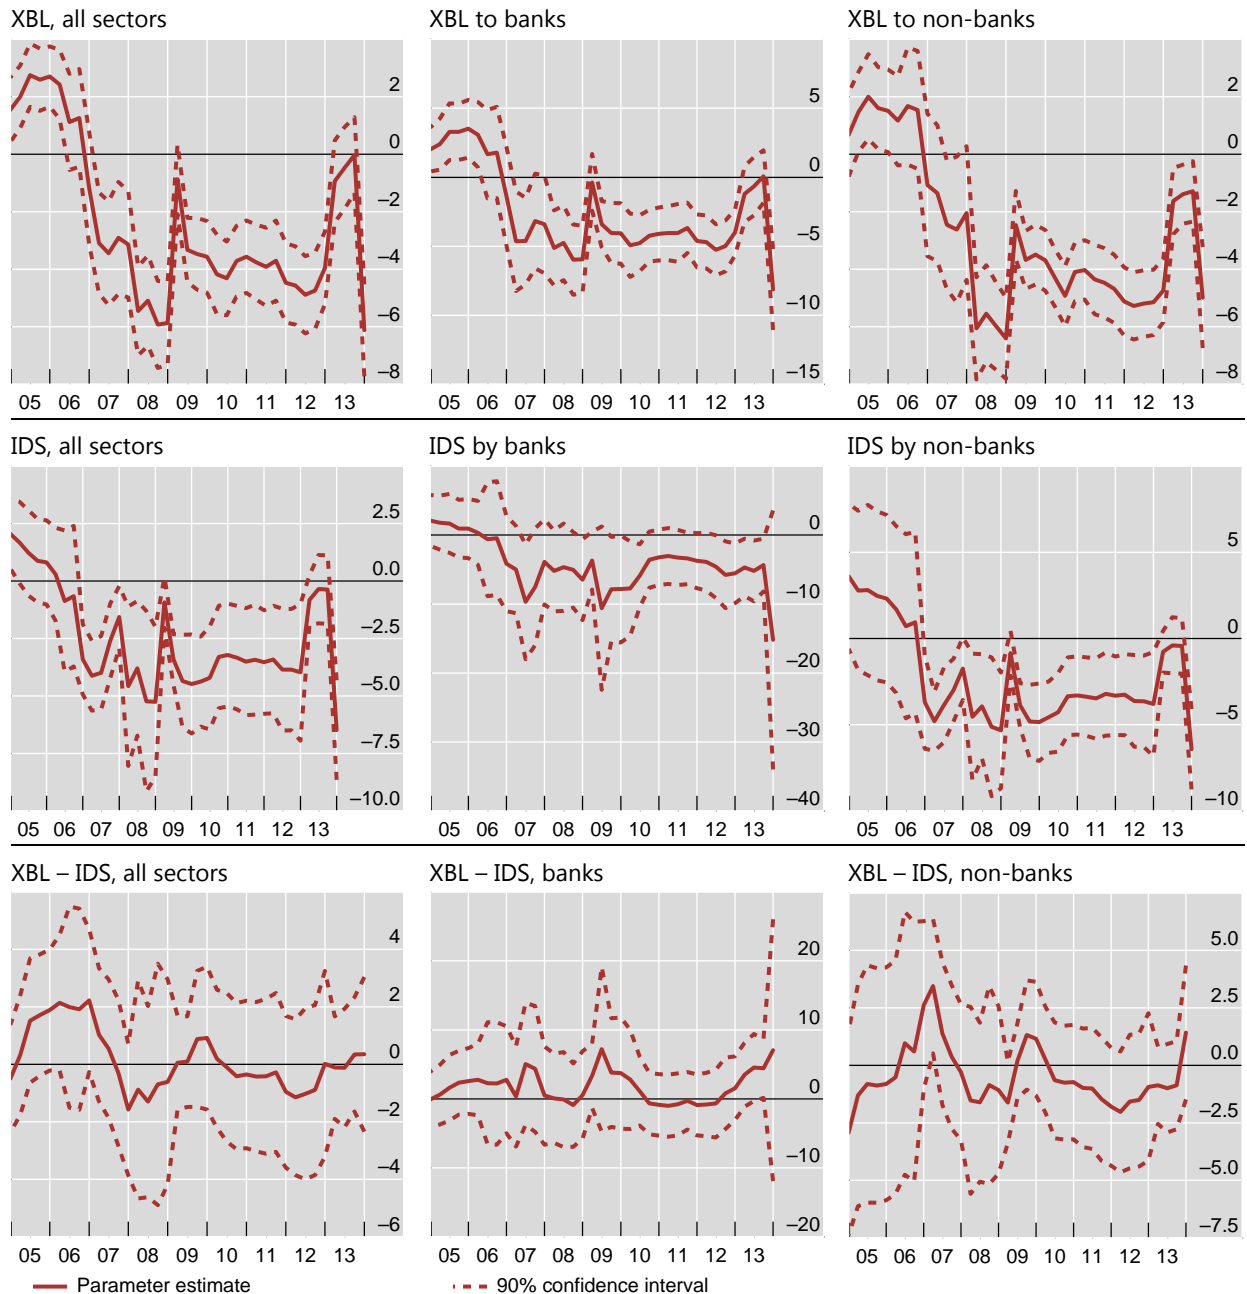 XBL, all sectors
XBL to banks
XBL to non-banks
2
0
–2
–4
–6
–8
5
0
–5
–10
–15
2
0
–2
–4
–6
–8
05 06 07 08 09 10 11 12 13
05 06 07 08 09 10 11 12 13
05 06 07 08 09 10 11 12 13
IDS, all sectors
IDS by banks
IDS by non-banks
2.5
0.0
–2.5
–5.0
–7.5
–10.0
0
–10
–20
–30
–40
5
0
–5
–10
05 06 07 08 09 10 11 12 13
05 06 07 08 09 10 11 12 13
05 06 07 08 09 10 11 12 13
XBL – IDS, all sectors
XBL – IDS, banks
XBL – IDS, non-banks
4
2
0
–2
–4
–6
20
10
0
–10
–20
5.0
2.5
0.0
–2.5
–5.0
–7.5
05 06 07 08 09 10 11 12 13
05 06 07 08 09 10 11 12 13
05 06 07 08 09 10 11 12 13
Parameter estimate
90% confidence interval